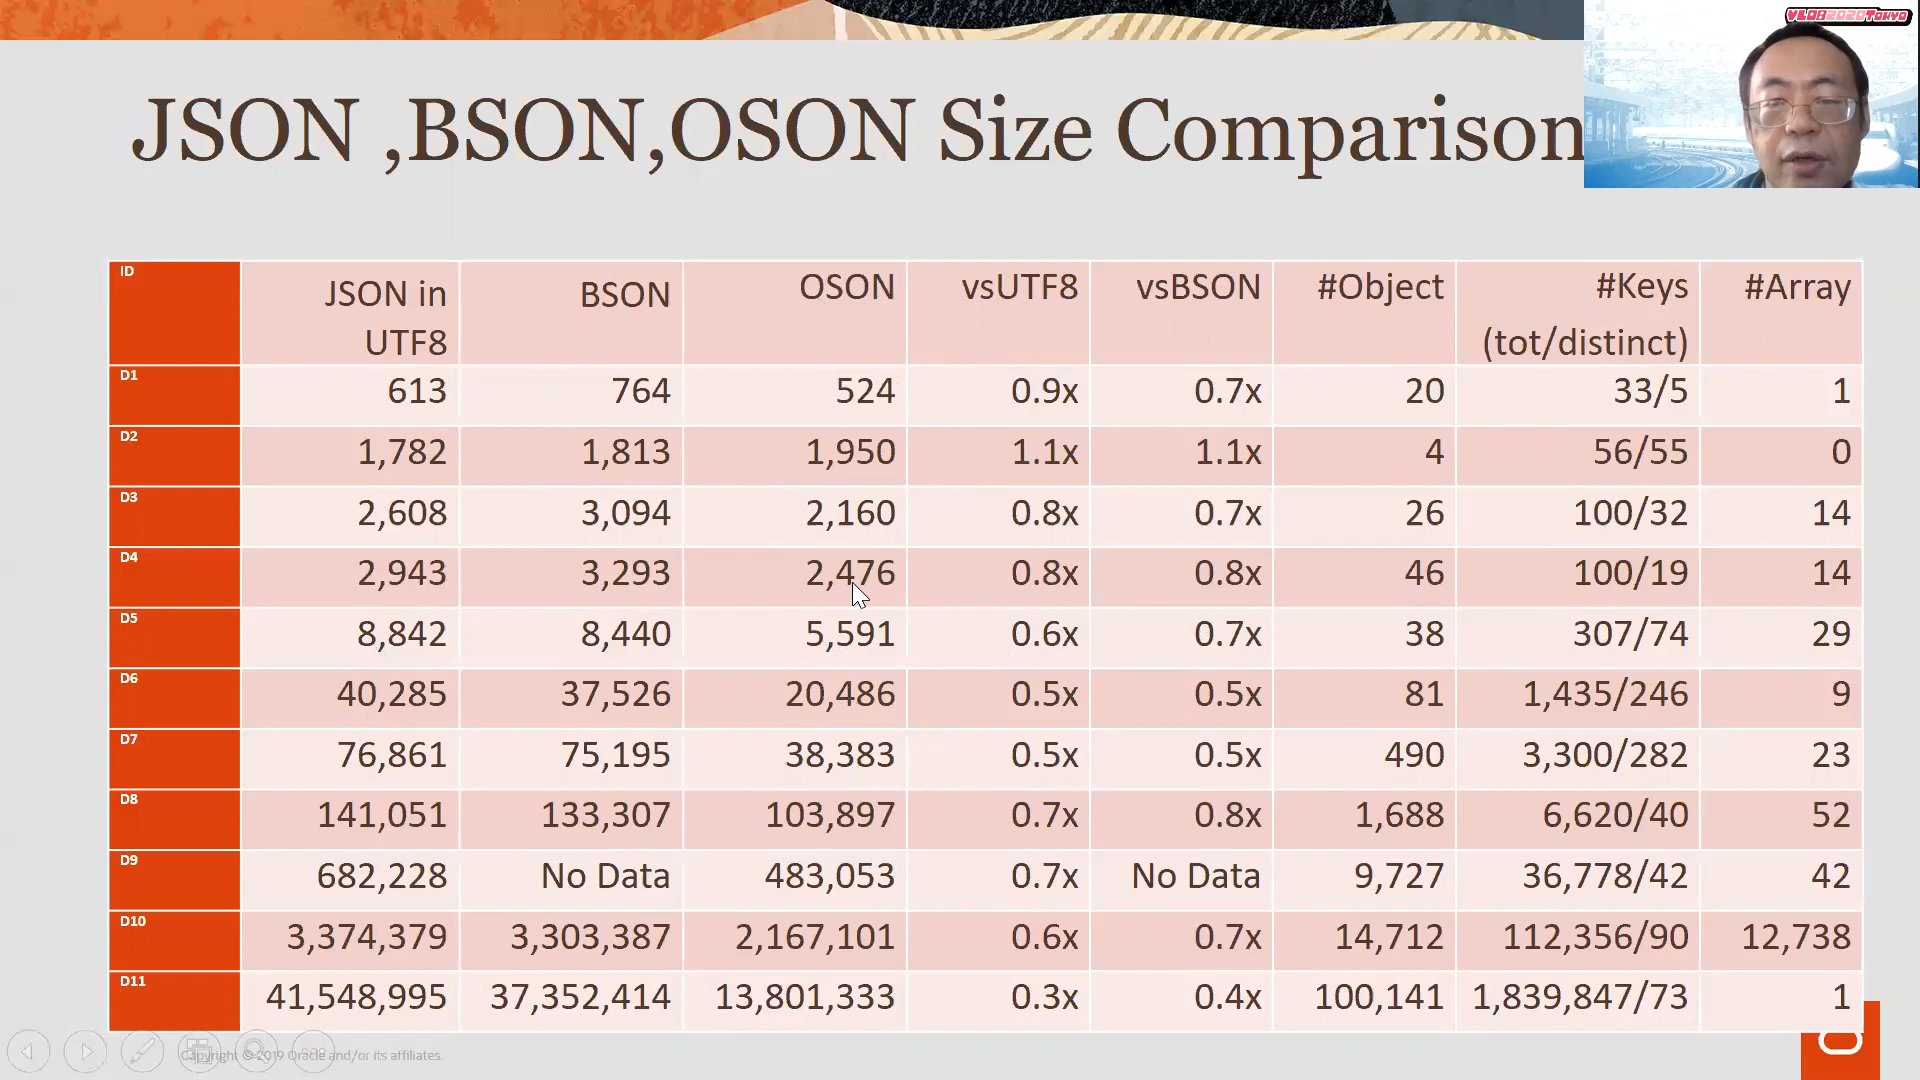 VLDB2020Tokyo
JSON ,BSON,OSON Size Comparison
ID JSON in UTF8 BSON OSON vsUTF8 vsBSON #Object #Keys (tot/distinct) #Array
D1 613 764 524 0.9x 0.7x 20 33/5 1
D2 1,782 1,813 1,950 1.1x 1.1x 4 56/55 0
D3 2,608 3,094 2,160 0.8x 0.7x 26 100/32 14
D4 2,943 3,293 2,476 0.8x 0.8x 46 100/19 14
D5 8,842 8,440 5,591 0.6x 0.7x 38 307/74 29
D6 40,285 37,526 20,486 0.5x 0.5x 81 1,435/246 9
D7 76,861 75,195 38,383 0.5x 0.5x 490 3,300/282 23
D8 141,051 133,307 103,897 0.7x 0.8x 1,688 6,620/40 52
D9 682,228 No Data 483,053 0.7x No Data 9,727 36,778/42 42
D10 3,374,379 3,303,387 2,167,101 0.6x 0.7x 14,712 112,356/90 12,738
D11 41,548,995 37,352,414 13,801,333 0.3x 0.4x 100,141 1,839,847/73 1
Copyright © 2019 Oracle and/or its affiliates.